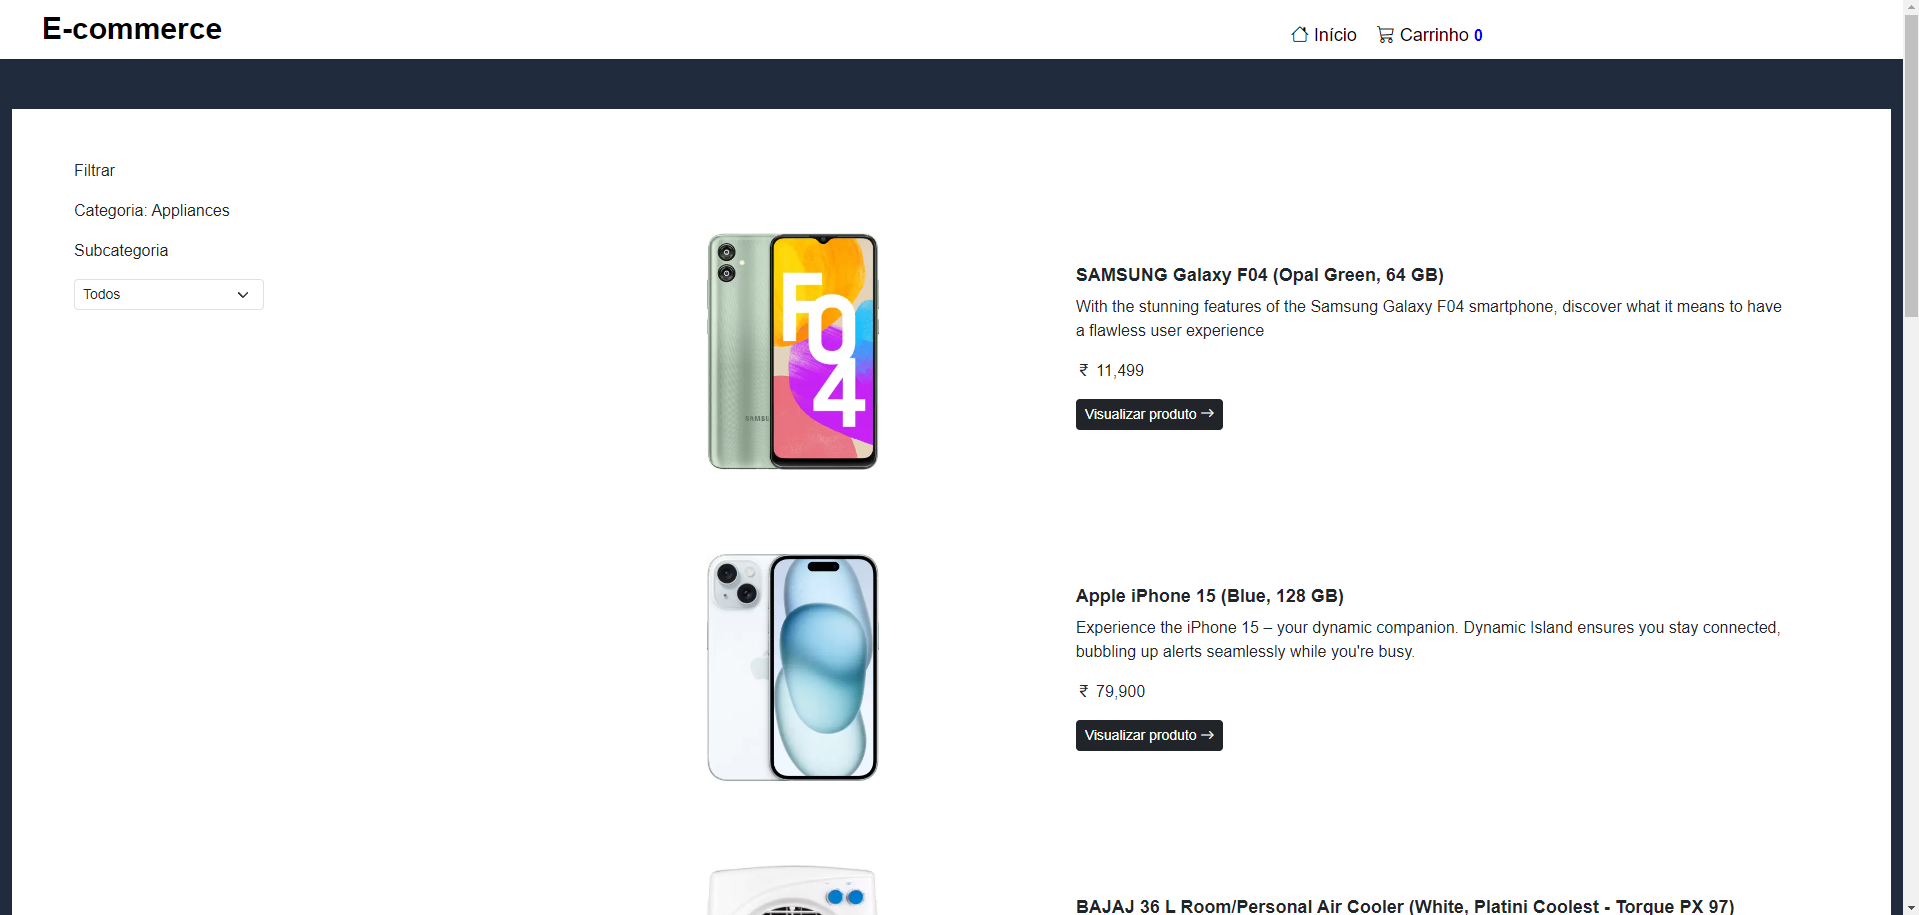 E-commerce
Início
Carrinho 0
Filtrar
Categoria: Appliances
Subcategoria
Todos
F04
SAMSUNG Galaxy F04 (Opal Green, 64 GB)
With the stunning features of the Samsung Galaxy F04 smartphone, discover what it means to have
a flawless user experience
₹ 11,499
Visualizar produto →
Apple iPhone 15 (Blue, 128 GB)
Experience the iPhone 15 – your dynamic companion. Dynamic Island ensures you stay connected,
bubbling up alerts seamlessly while you're busy.
₹ 79,900
Visualizar produto →
BAJAJ 36 L Room/Personal Air Cooler (White, Platini Coolest - Torque PX 97)